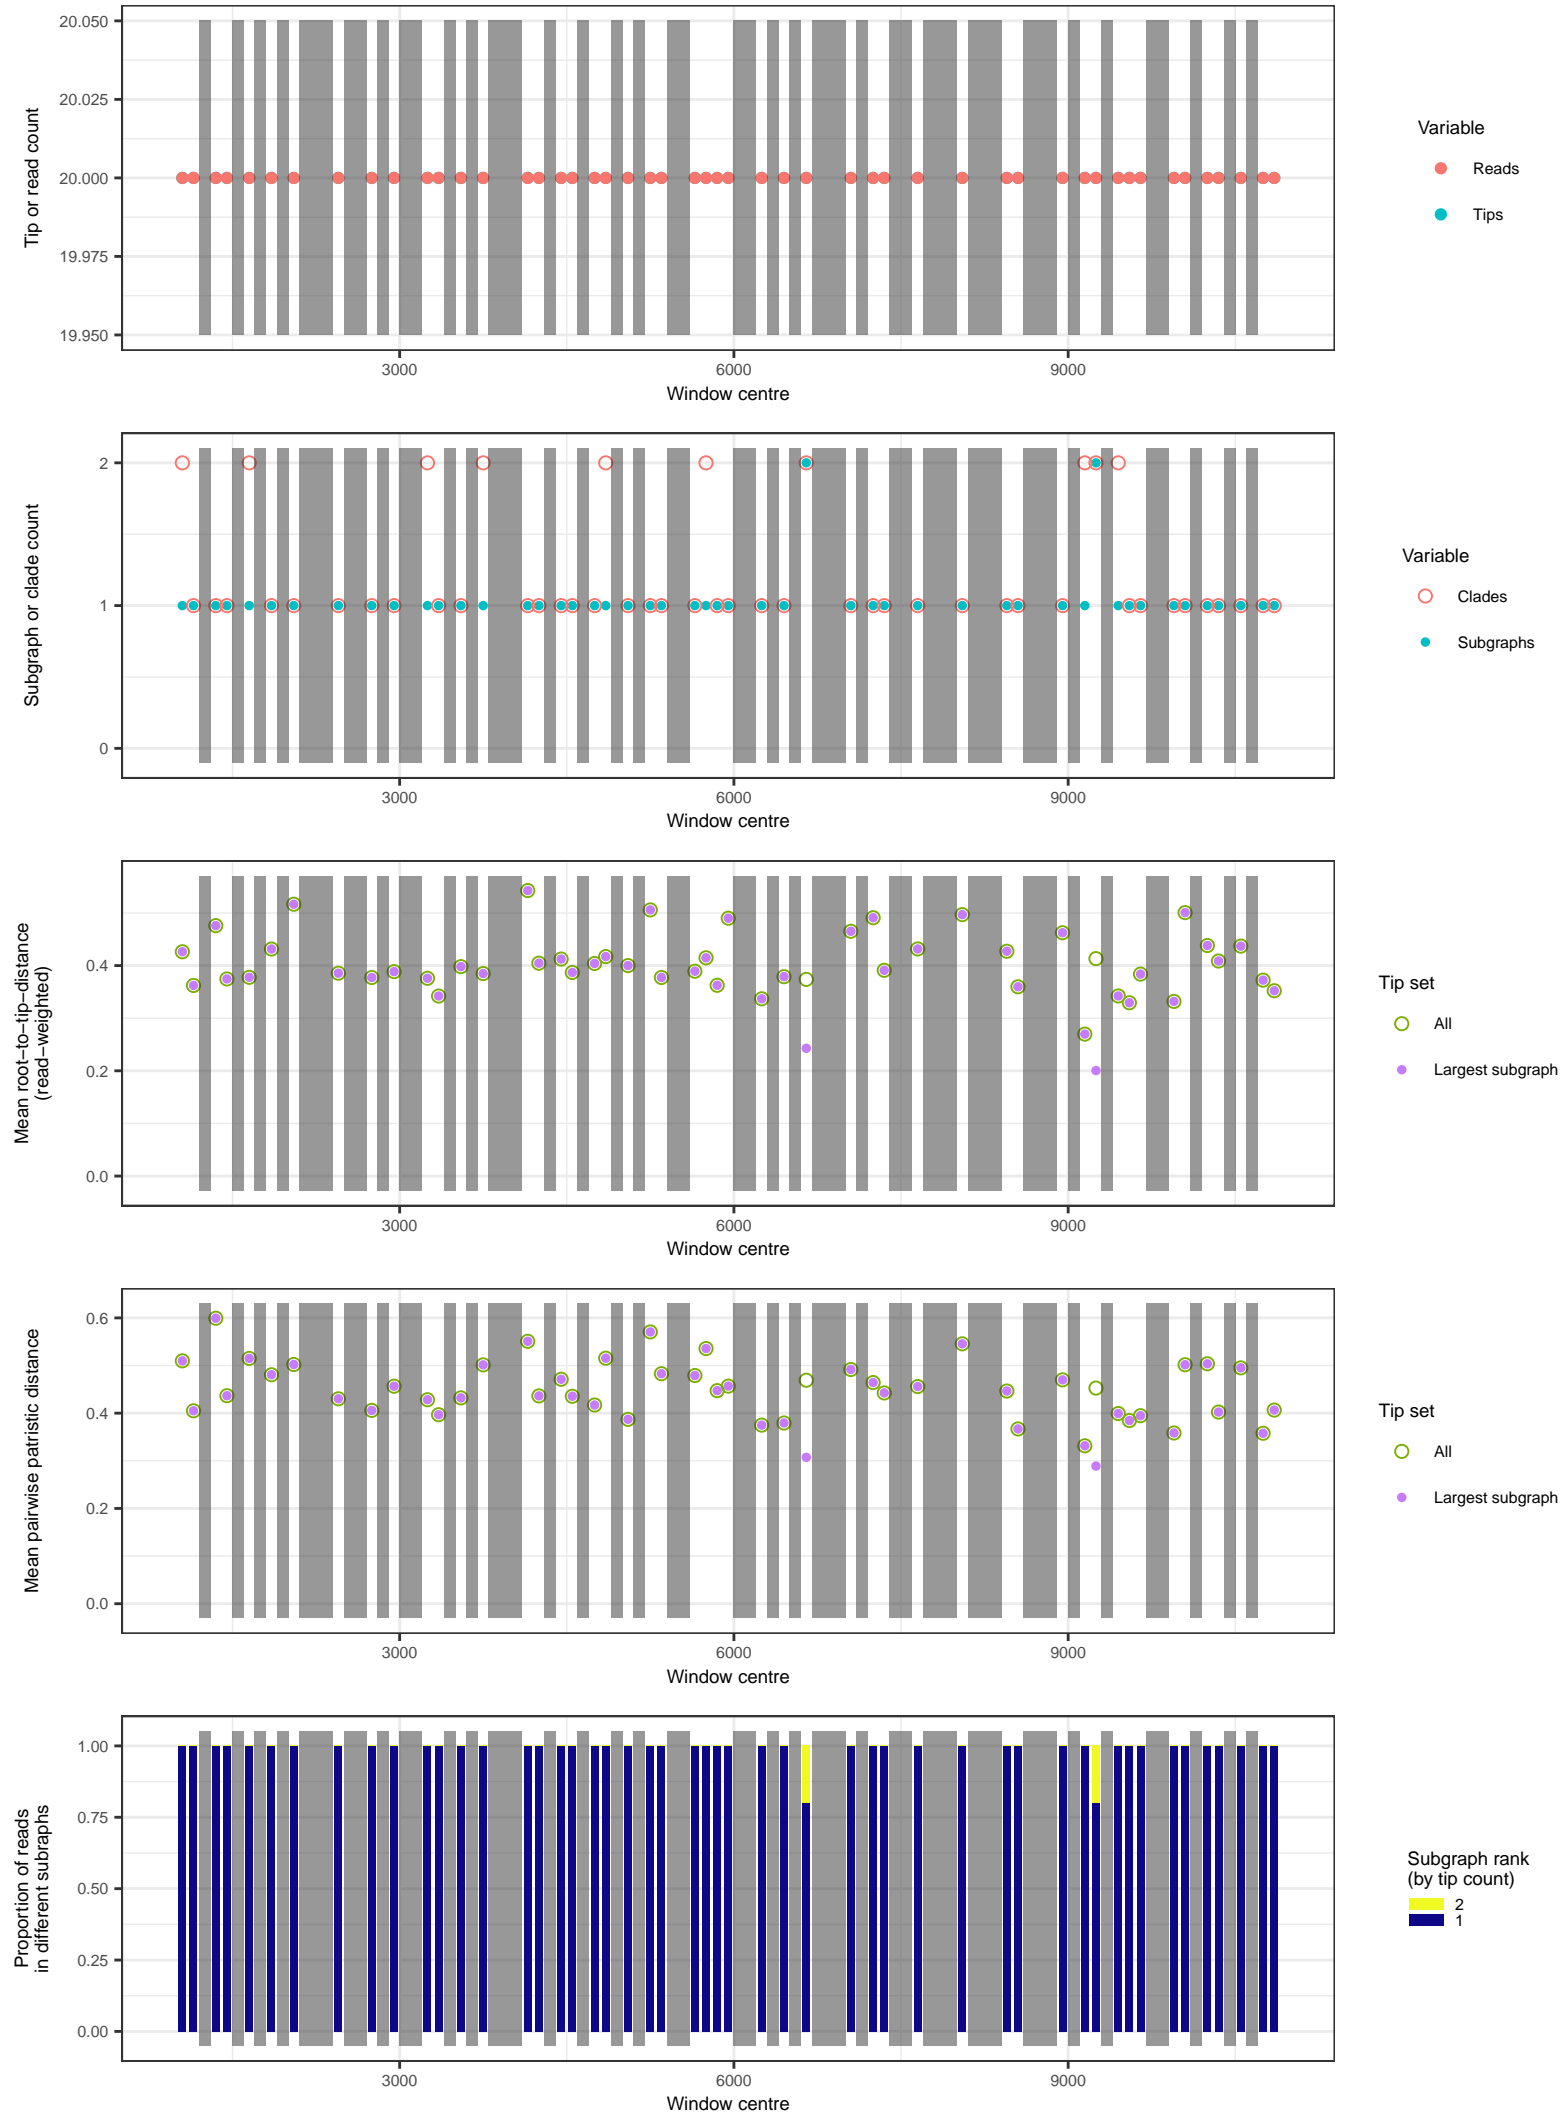 20.050
20.025
20.000
19.975
19.950
Tip or read count
3000
6000
9000
Window centre
Variable
Reads
Tips
2
1
0
Subgraph or clade count
3000
6000
9000
Window centre
Variable
Clades
Subgraphs
0.4
0.2
0.0
Mean root−to−tip−distance
(read−weighted)
3000
6000
9000
Window centre
Tip set
All
Largest subgraph
0.6
0.4
0.2
0.0
Mean pairwise patristic distance
3000
6000
9000
Window centre
Tip set
All
Largest subgraph
1.00
0.75
0.50
0.25
0.00
Proportion of reads
in different subraphs
3000
6000
9000
Window centre
Subgraph rank
(by tip count)
2
1